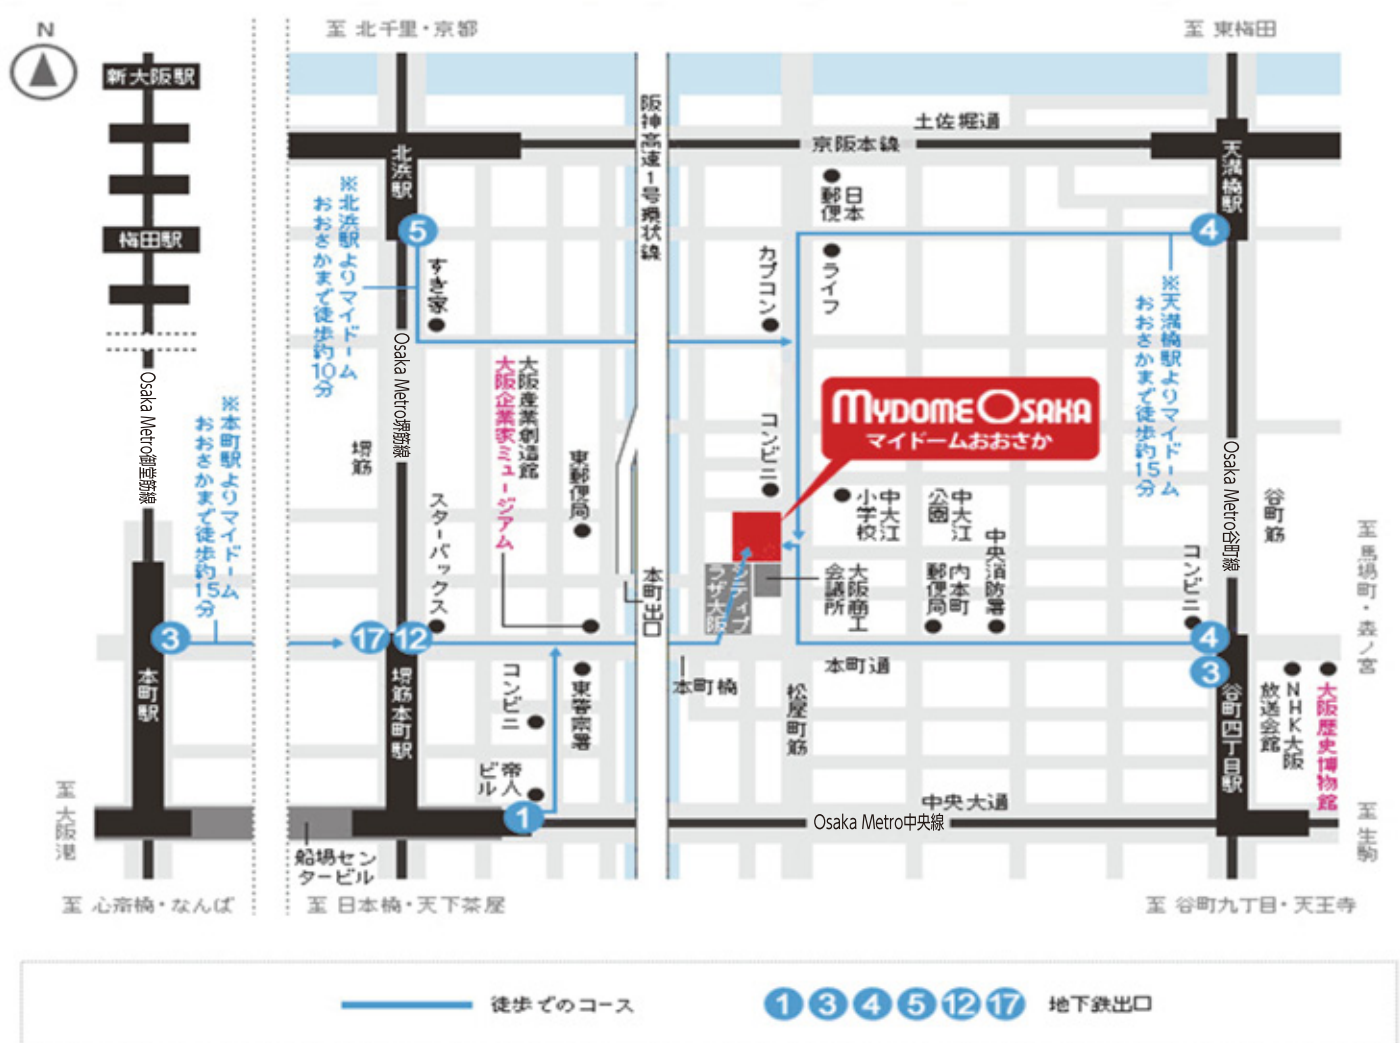 至 北千里・京都
至 東梅田
N
新大阪駅
梅田駅
Osaka Metro御堂筋線
※本町駅よりマイドーム
おおさかまで徒歩約15分
3
本町駅
至 大阪港
至 心斎橋・なんば
北浜駅
※北浜駅よりマイドーム
おおさかまで徒歩約10分
5
すき家
Osaka Metro堺筋線
堺筋
大阪産業創造館
大阪企業家ミュージアム
東郵便局
スターバックス
17
12
堺筋本町駅
コンビニ
東警察署
帝人
ビル
1
船場セン
タービル
至 日本橋・天下茶屋
阪神高速1号環状線
本町出口
土佐堀通
京阪本線
日本
郵便
ライフ
カプコン
コンビニ
MYDOME OSAKA
マイドームおおさか
中大江
小学校
中大江
公園
中央消防署
内本町
郵便局
大阪商工
会議所
シティプ
ラザ大阪
本町橋
本町通
松屋町筋
中央大通
Osaka Metro中央線
天満橋駅
4
※天満橋駅よりマイドーム
おおさかまで徒歩約15分
Osaka Metro谷町線
谷町筋
コンビニ
4
3
谷町四丁目駅
NHK大阪
放送会館
大阪歴史博物館
至 馬場町・森ノ宮
至 生駒
至 谷町九丁目・天王寺
徒歩でのコース
1 3 4 5 12 17 地下鉄出口